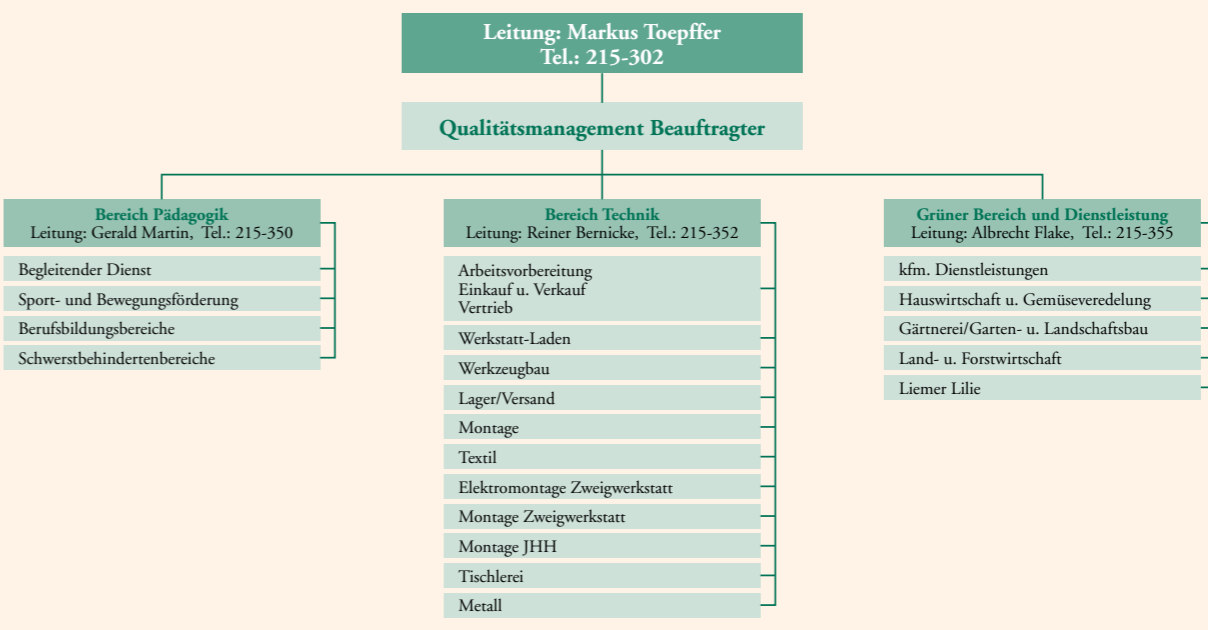 Leitung: Markus Toepffer
Tel.: 215-302
Qualitätsmanagement Beauftragter
Bereich Pädagogik
Leitung: Gerald Martin, Tel.: 215-350
Begleitender Dienst
Sport- und Bewegungsförderung
Berufsbildungsbereiche
Schwerstbehindertenbereiche
Bereich Technik
Leitung: Reiner Bernicke, Tel.: 215-352
Arbeitsvorbereitung
Einkauf u. Verkauf
Vertrieb
Werkstatt-Laden
Werkzeugbau
Lager/Versand
Montage
Textil
Elektromontage Zweigwerkstatt
Montage Zweigwerkstatt
Montage JHH
Tischlerei
Metall
Grüner Bereich und Dienstleistung
Leitung: Albrecht Flake, Tel.: 215-355
kfm. Dienstleistungen
Hauswirtschaft u. Gemüseveredelung
Gärtnerei/Garten- u. Landschaftsbau
Land- u. Forstwirtschaft
Liemer Lilie